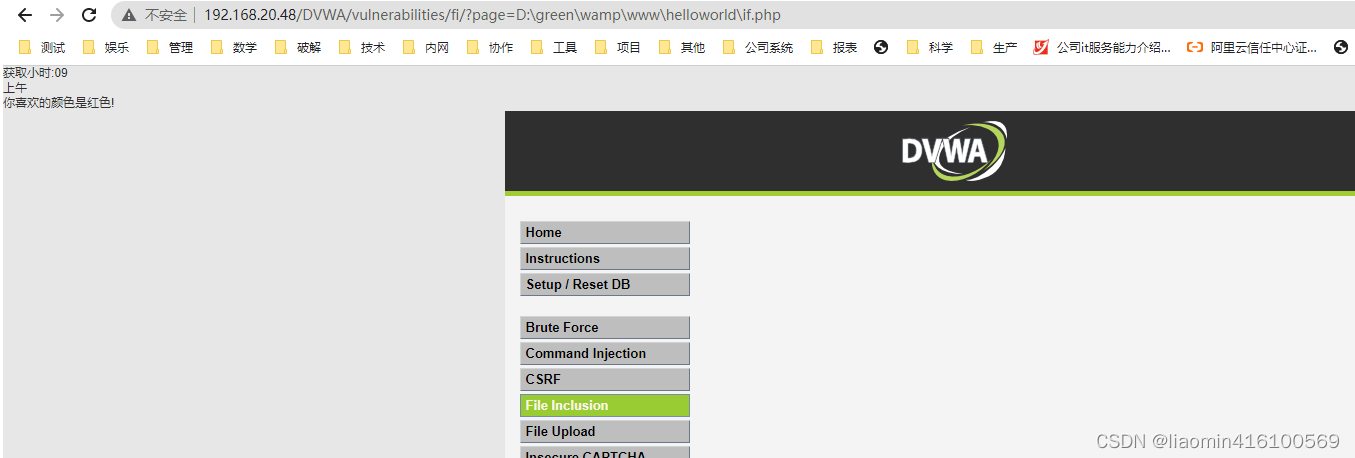 不安全 192.168.20.48/DVWA/vulnerabilities/fi/?page=D:\green\wamp\www\helloworld\if.php
测试 娱乐 管理 数学 破解 技术 内网 协作 工具 项目 其他 公司系统 报表 科学 生产 公司it服务能力介绍... 阿里云信任中心证...
获取小时:09
上午
你喜欢的颜色是红色!
DVWA
Home
Instructions
Setup / Reset DB
Brute Force
Command Injection
CSRF
File Inclusion
File Upload
Insecure CAPTCHA
CSDN @liaomin416100569